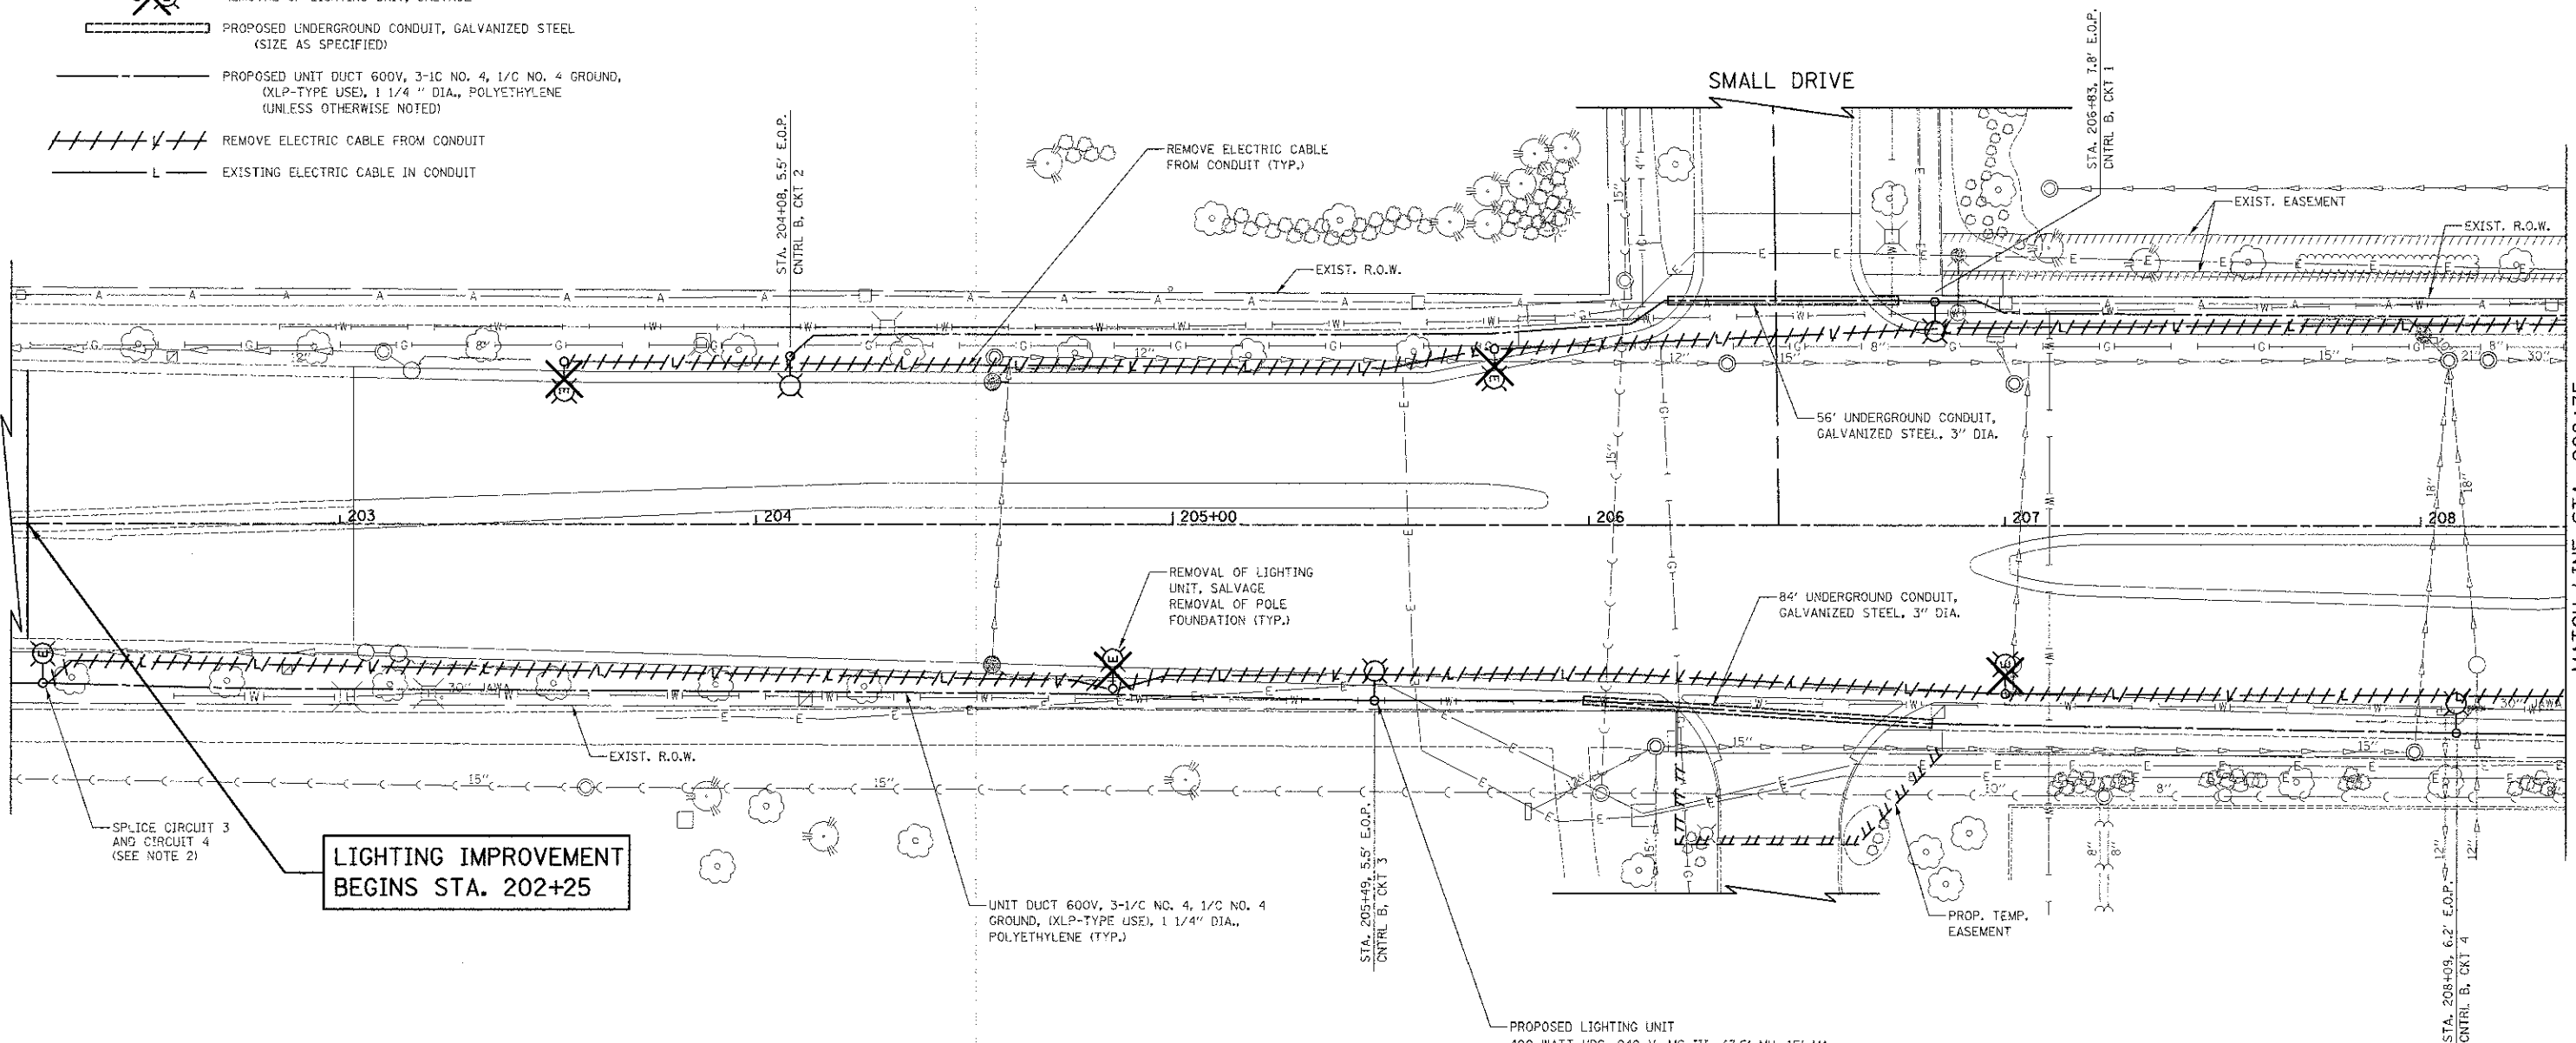 PROPOSED UNDERGROUND CONDUIT, GALVANIZED STEEL
(SIZE AS SPECIFIED)
PROPOSED UNIT DUCT 600V, 3-1C NO. 4, 1/C NO. 4 GROUND,
(XLP-TYPE USE), 1 1/4 " DIA., POLYETHYLENE
(UNLESS OTHERWISE NOTED)
REMOVE ELECTRIC CABLE FROM CONDUIT
L
EXISTING ELECTRIC CABLE IN CONDUIT
STA. 204+08, 5.5' E.O.P.
CNTRL B, CKT 2
REMOVE ELECTRIC CABLE
FROM CONDUIT (TYP.)
SMALL DRIVE
STA. 206+83, 7.8' E.O.P.
CNTRL B, CKT 1
EXIST. EASEMENT
EXIST. R.O.W.
EXIST. R.O.W.
56' UNDERGROUND CONDUIT,
GALVANIZED STEEL, 3" DIA.
203
204
205+00
206
207
208
REMOVAL OF LIGHTING
UNIT, SALVAGE
REMOVAL OF POLE
FOUNDATION (TYP.)
84' UNDERGROUND CONDUIT,
GALVANIZED STEEL, 3" DIA.
EXIST. R.O.W.
SPLICE CIRCUIT 3
AND CIRCUIT 4
(SEE NOTE 2)
LIGHTING IMPROVEMENT
BEGINS STA. 202+25
UNIT DUCT 600V, 3-1/C NO. 4, 1/C NO. 4
GROUND, (XLP-TYPE USE), 1 1/4" DIA.,
POLYETHYLENE (TYP.)
STA. 205+49, 5.5' E.O.P.
CNTRL B, CKT 3
PROP. TEMP.
EASEMENT
STA. 208+09, 6.2' E.O.P.
CNTRL B, CKT 4
PROPOSED LIGHTING UNIT